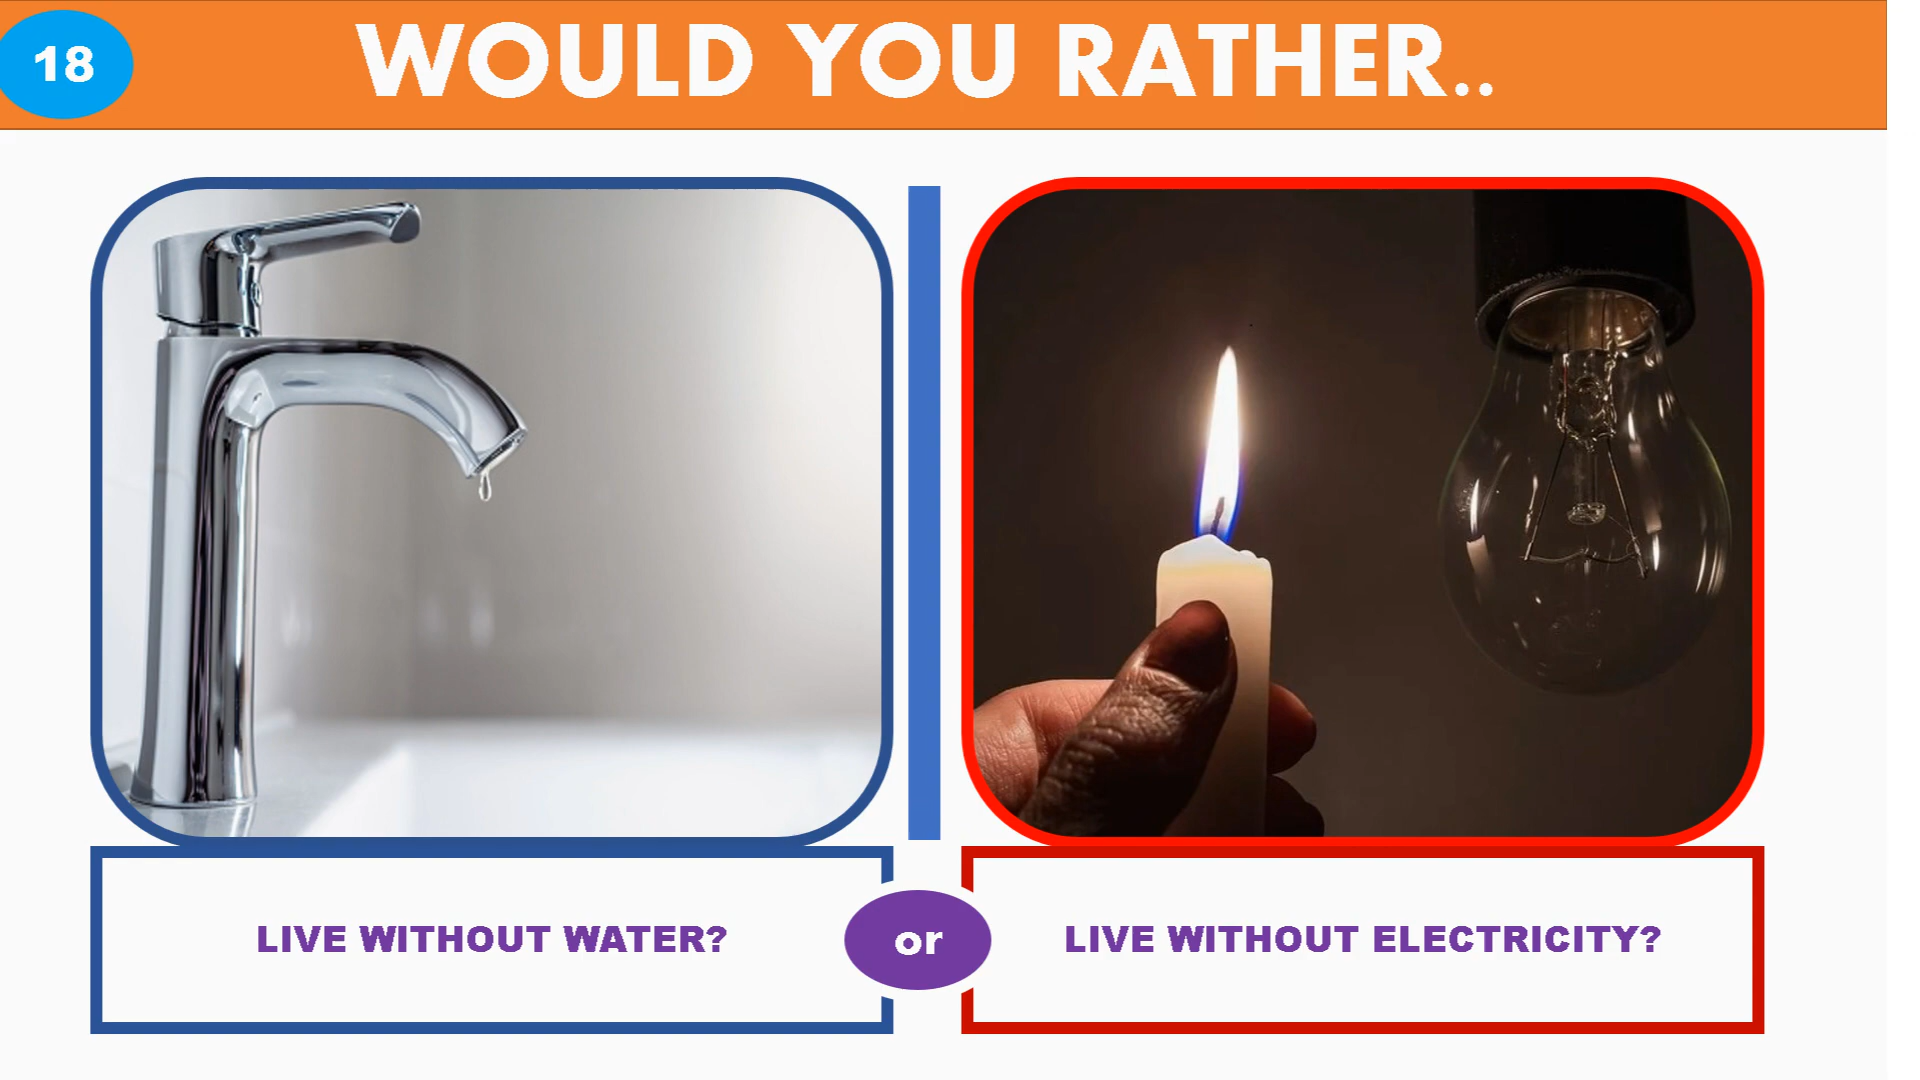 18
WOULD YOU RATHER..
LIVE WITHOUT WATER?
or
LIVE WITHOUT ELECTRICITY?